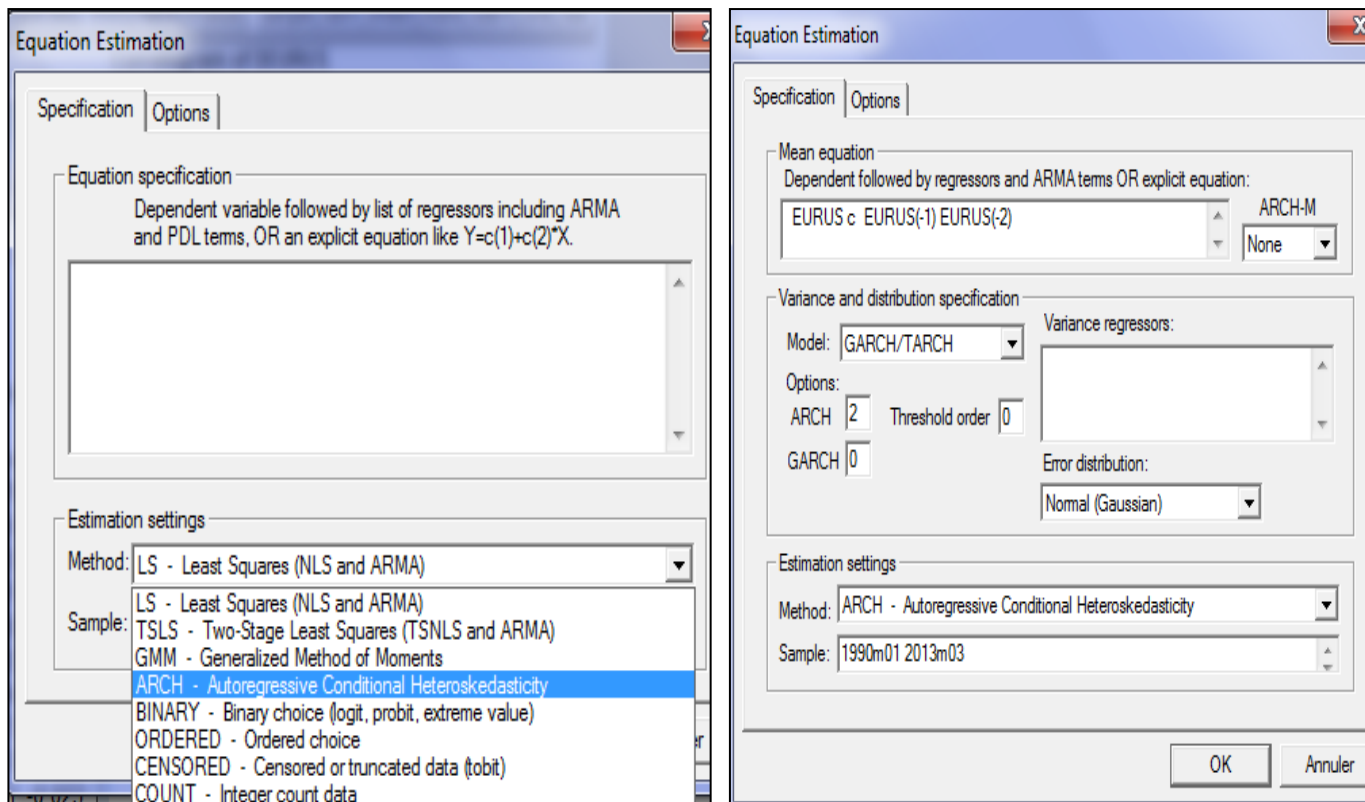 Equation Estimation
Specification
Options
Equation specification
Dependent variable followed by list of regressors including ARMA
and PDL terms, OR an explicit equation like Y=c(1)+c(2)*X.
Estimation settings
Method: LS - Least Squares (NLS and ARMA)
LS - Least Squares (NLS and ARMA)
Sample:
TSLS - Two-Stage Least Squares (TSNLS and ARMA)
GMM - Generalized Method of Moments
ARCH - Autoregressive Conditional Heteroskedasticity
BINARY - Binary choice (logit, probit, extreme value)
ORDERED - Ordered choice
CENSORED - Censored or truncated data (tobit)
COUNT - Integer count data
Equation Estimation
Specification
Options
Mean equation
Dependent followed by regressors and ARMA terms OR explicit equation:
EURUS c EURUS(-1) EURUS(-2)
ARCH-M
None
Variance and distribution specification
Model: GARCH/TARCH
Variance regressors:
Options:
ARCH 2 Threshold order 0
GARCH 0
Error distribution:
Normal (Gaussian)
Estimation settings
Method: ARCH - Autoregressive Conditional Heteroskedasticity
Sample: 1990m01 2013m03
OK Annuler